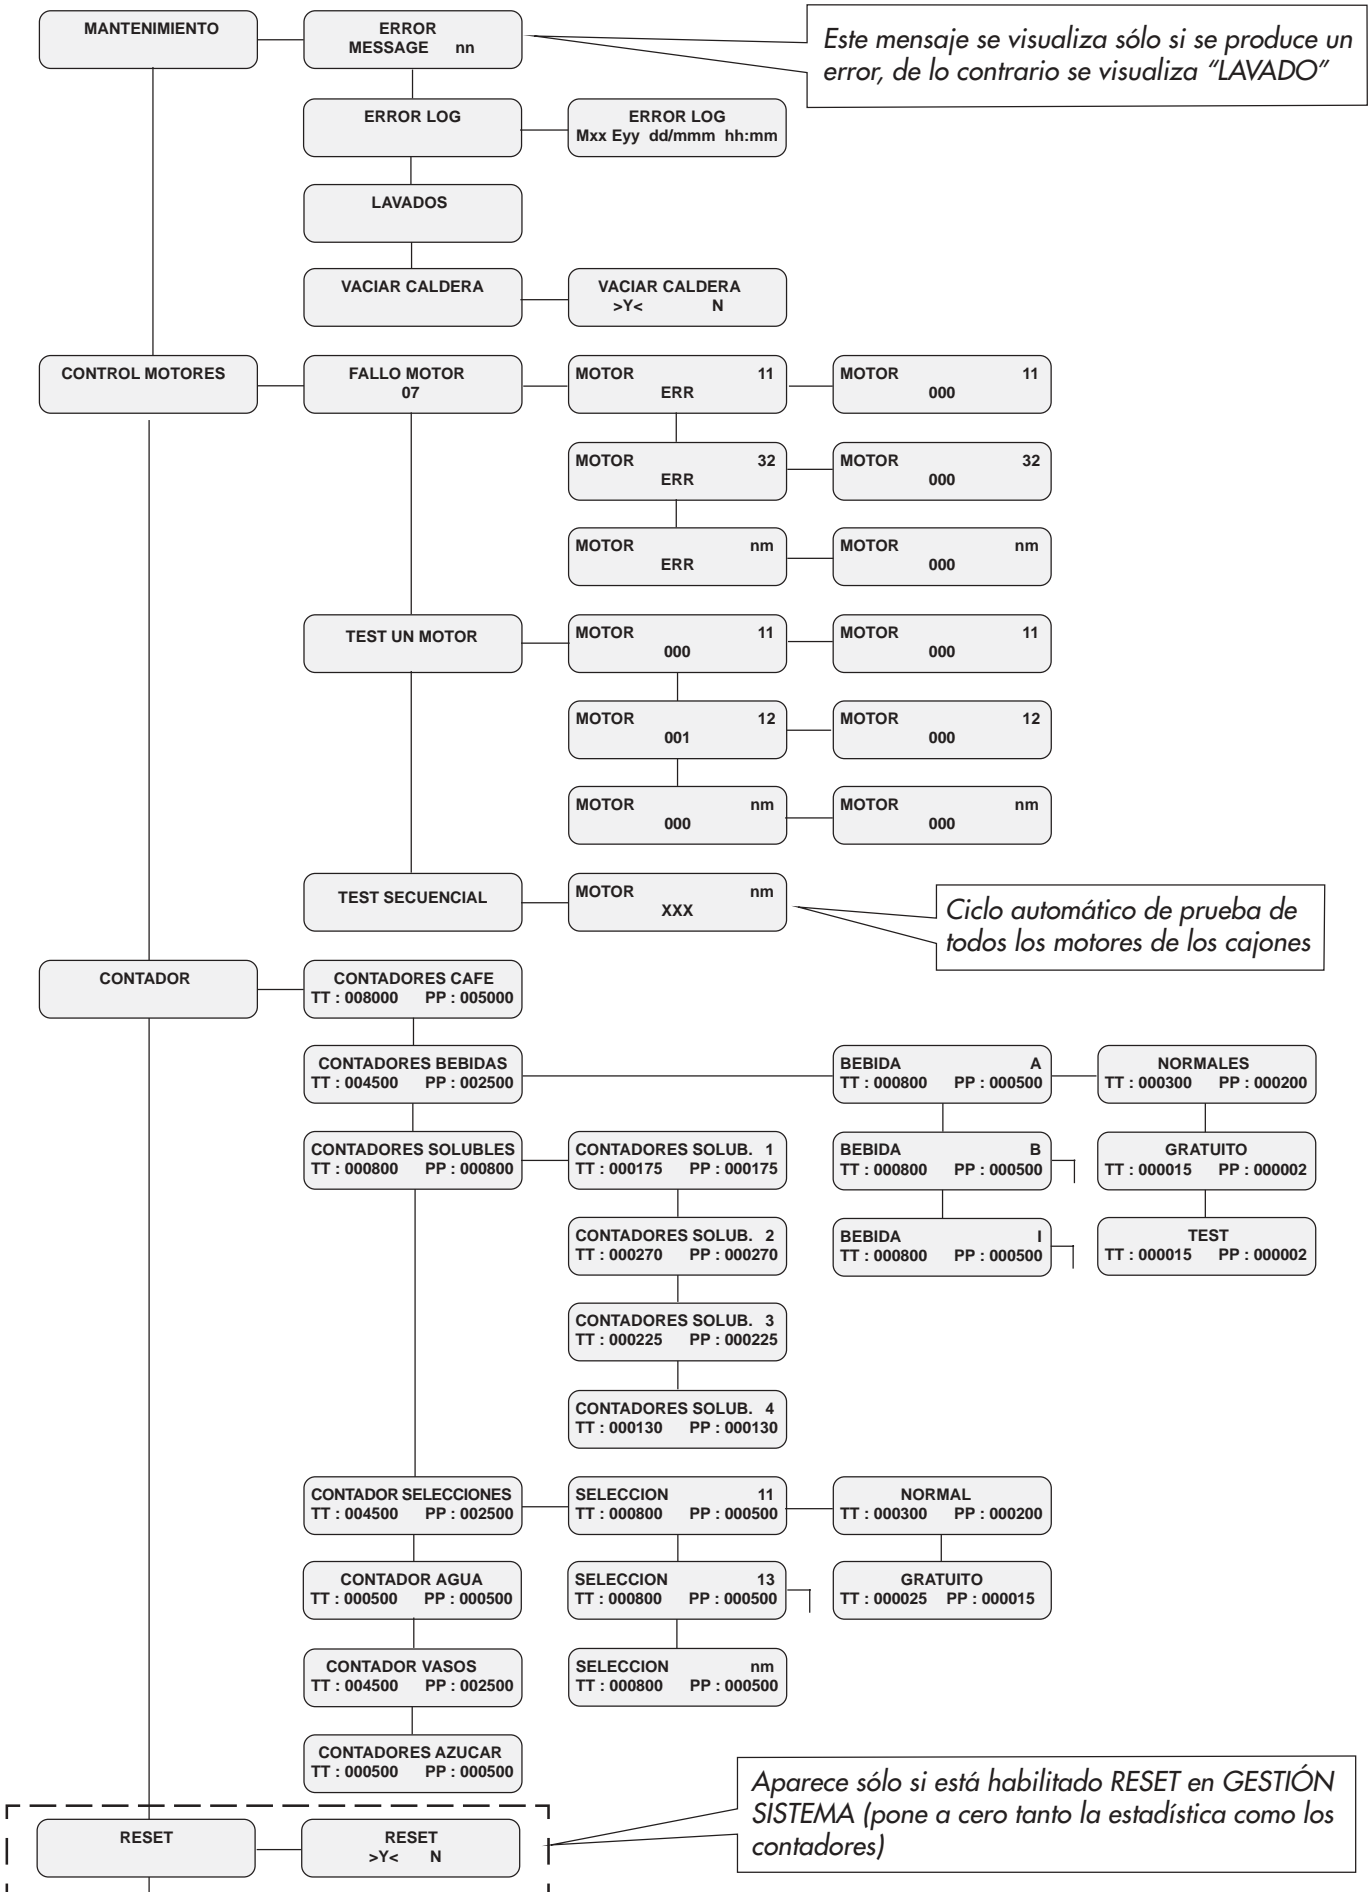 MANTENIMIENTO
ERROR
MESSAGE nn
Este mensaje se visualiza sólo si se produce un
error, de lo contrario se visualiza “LAVADO”
ERROR LOG
ERROR LOG
Mxx Eyy dd/mmm hh:mm
LAVADOS
VACIAR CALDERA
VACIAR CALDERA
>Y< N
CONTROL MOTORES
FALLO MOTOR
07
MOTOR 11
ERR
MOTOR 11
000
MOTOR 32
ERR
MOTOR 32
000
MOTOR nm
ERR
MOTOR nm
000
TEST UN MOTOR
MOTOR 11
000
MOTOR 11
000
MOTOR 12
001
MOTOR 12
000
MOTOR nm
000
MOTOR nm
000
TEST SECUENCIAL
MOTOR nm
XXX
Ciclo automático de prueba de
todos los motores de los cajones
CONTADOR
CONTADORES CAFE
TT : 008000 PP : 005000
CONTADORES BEBIDAS
TT : 004500 PP : 002500
BEBIDA A
TT : 000800 PP : 000500
NORMALES
TT : 000300 PP : 000200
CONTADORES SOLUBLES
TT : 000800 PP : 000800
CONTADORES SOLUB. 1
TT : 000175 PP : 000175
BEBIDA B
TT : 000800 PP : 000500
GRATUITO
TT : 000015 PP : 000002
CONTADORES SOLUB. 2
TT : 000270 PP : 000270
BEBIDA I
TT : 000800 PP : 000500
TEST
TT : 000015 PP : 000002
CONTADORES SOLUB. 3
TT : 000225 PP : 000225
CONTADORES SOLUB. 4
TT : 000130 PP : 000130
CONTADOR SELECCIONES
TT : 004500 PP : 002500
SELECCION 11
TT : 000800 PP : 000500
NORMAL
TT : 000300 PP : 000200
CONTADOR AGUA
TT : 000500 PP : 000500
SELECCION 13
TT : 000800 PP : 000500
GRATUITO
TT : 000025 PP : 000015
CONTADOR VASOS
TT : 004500 PP : 002500
SELECCION nm
TT : 000800 PP : 000500
CONTADORES AZUCAR
TT : 000500 PP : 000500
Aparece sólo si está habilitado RESET en GESTIÓN
SISTEMA (pone a cero tanto la estadística como los
contadores)
RESET
RESET
>Y< N